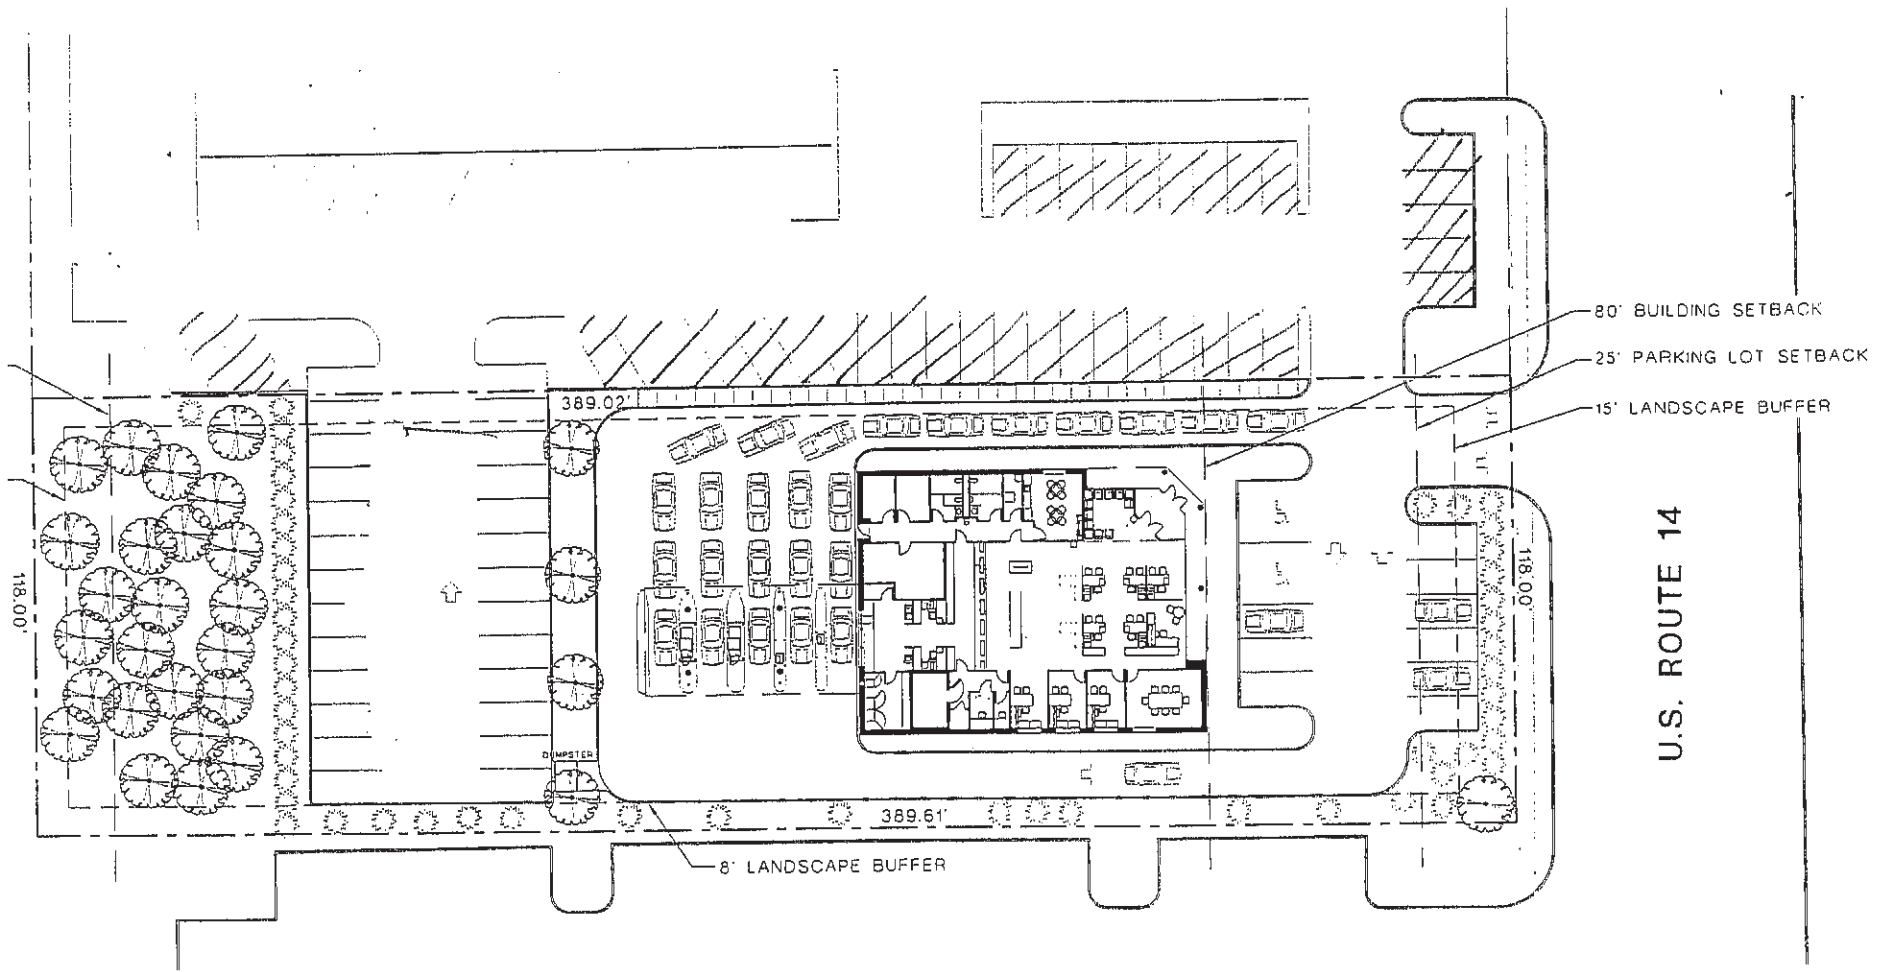 80' BUILDING SETBACK
25' PARKING LOT SETBACK
389.02'
15' LANDSCAPE BUFFER
118.00'
118.00'
U.S. ROUTE 14
DUMPSTER
389.61'
8' LANDSCAPE BUFFER